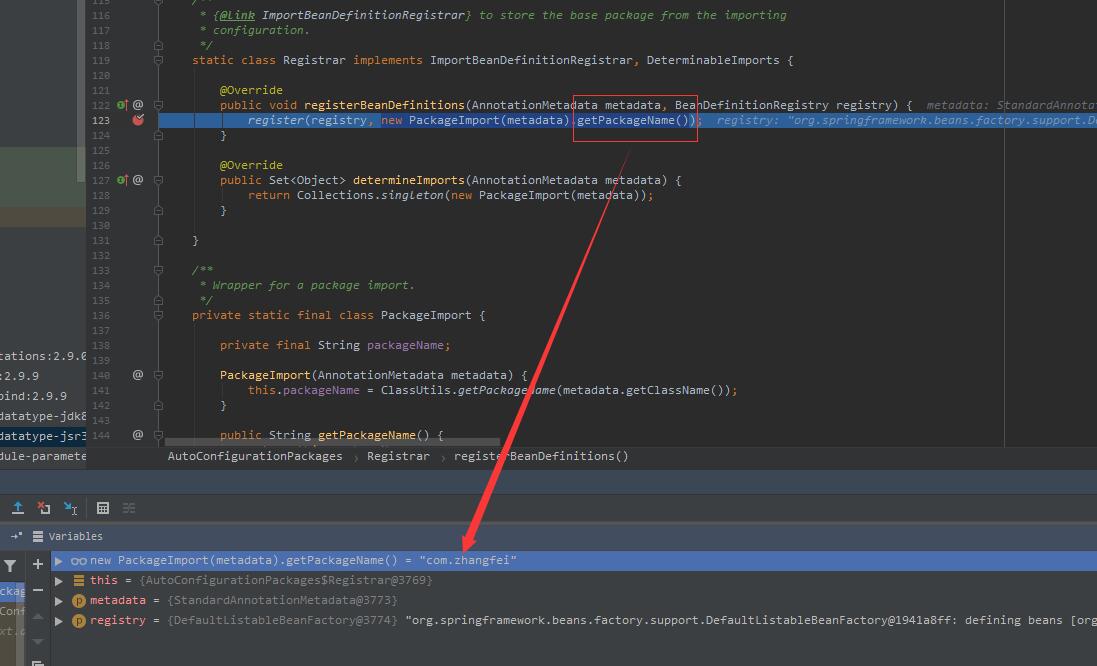 115 /**
116 * {@Link ImportBeanDefinitionRegistrar} to store the base package from the importing
117 * configuration.
118 */
119 static class Registrar implements ImportBeanDefinitionRegistrar, DeterminableImports {
120
121 @Override
122 public void registerBeanDefinitions(AnnotationMetadata metadata, BeanDefinitionRegistry registry) { metadata: StandardAnnotat
123 register(registry, new PackageImport(metadata).getPackageName()); registry: "org.springframework.beans.factory.support.De
124 }
125
126 @Override
127 public Set<Object> determineImports(AnnotationMetadata metadata) {
128 return Collections.singleton(new PackageImport(metadata));
129 }
130
131 }
132
133 /**
134 * Wrapper for a package import.
135 */
136 private static final class PackageImport {
137
138 private final String packageName;
139
cations:2.9.0
140 PackageImport(AnnotationMetadata metadata) {
:2.9.9
141 this.packageName = ClassUtils.getPackageName(metadata.getClassName());
bind:2.9.9
142 }
datatype-jdk8
143
datatype-jsr3
144 public String getPackageName() {
dule-paramete
AutoConfigurationPackages › Registrar › registerBeanDefinitions()
Variables
new PackageImport(metadata).getPackageName() = "com.zhangfei"
this = {AutoConfigurationPackages$Registrar@3769}
ckag
metadata = {StandardAnnotationMetadata@3773}
Conf
registry = {DefaultListableBeanFactory@3774} "org.springframework.beans.factory.support.DefaultListableBeanFactory@1941a8ff: defining beans [org